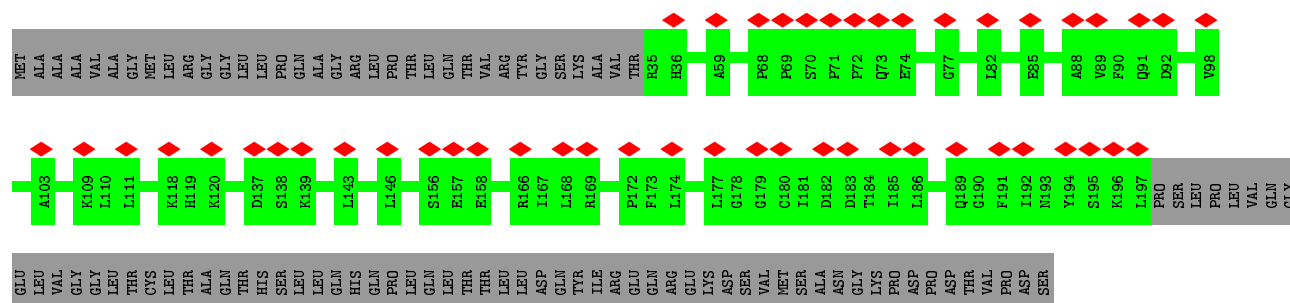 MET ALA ALA ALA VAL ALA GLY MET LEU ARG GLY GLY LEU LEU PRO GLN ALA GLY ARG LEU PRO THR LEU GLN THR VAL ARG TYR GLY SER LYS ALA VAL THR R35 H36 A59 P68 P69 S70 P71 P72 Q73 E74 G77 L82 E85 A88 V89 F90 Q91 D92 V98
A103 K109 L110 L111 K118 H119 K120 D137 S138 K139 L143 L146 S156 E157 E158 R166 I167 L168 R169 P172 F173 L174 L177 G178 G179 C180 I181 D182 D183 T184 I185 L186 Q189 G190 F191 I192 N193 Y194 S195 K196 L197 PRO SER LEU PRO LEU VAL GLN GLY
GLU LEU VAL GLY GLY LEU THR CYS LEU THR ALA GLN THR HIS SER LEU LEU GLN HIS GLN PRO LEU GLN LEU THR THR LEU LEU ASP GLN TYR ILE ARG GLU GLN ARG GLU LYS ASP SER VAL MET SER ALA ASN GLY LYS PRO ASP PRO ASP THR VAL PRO ASP SER